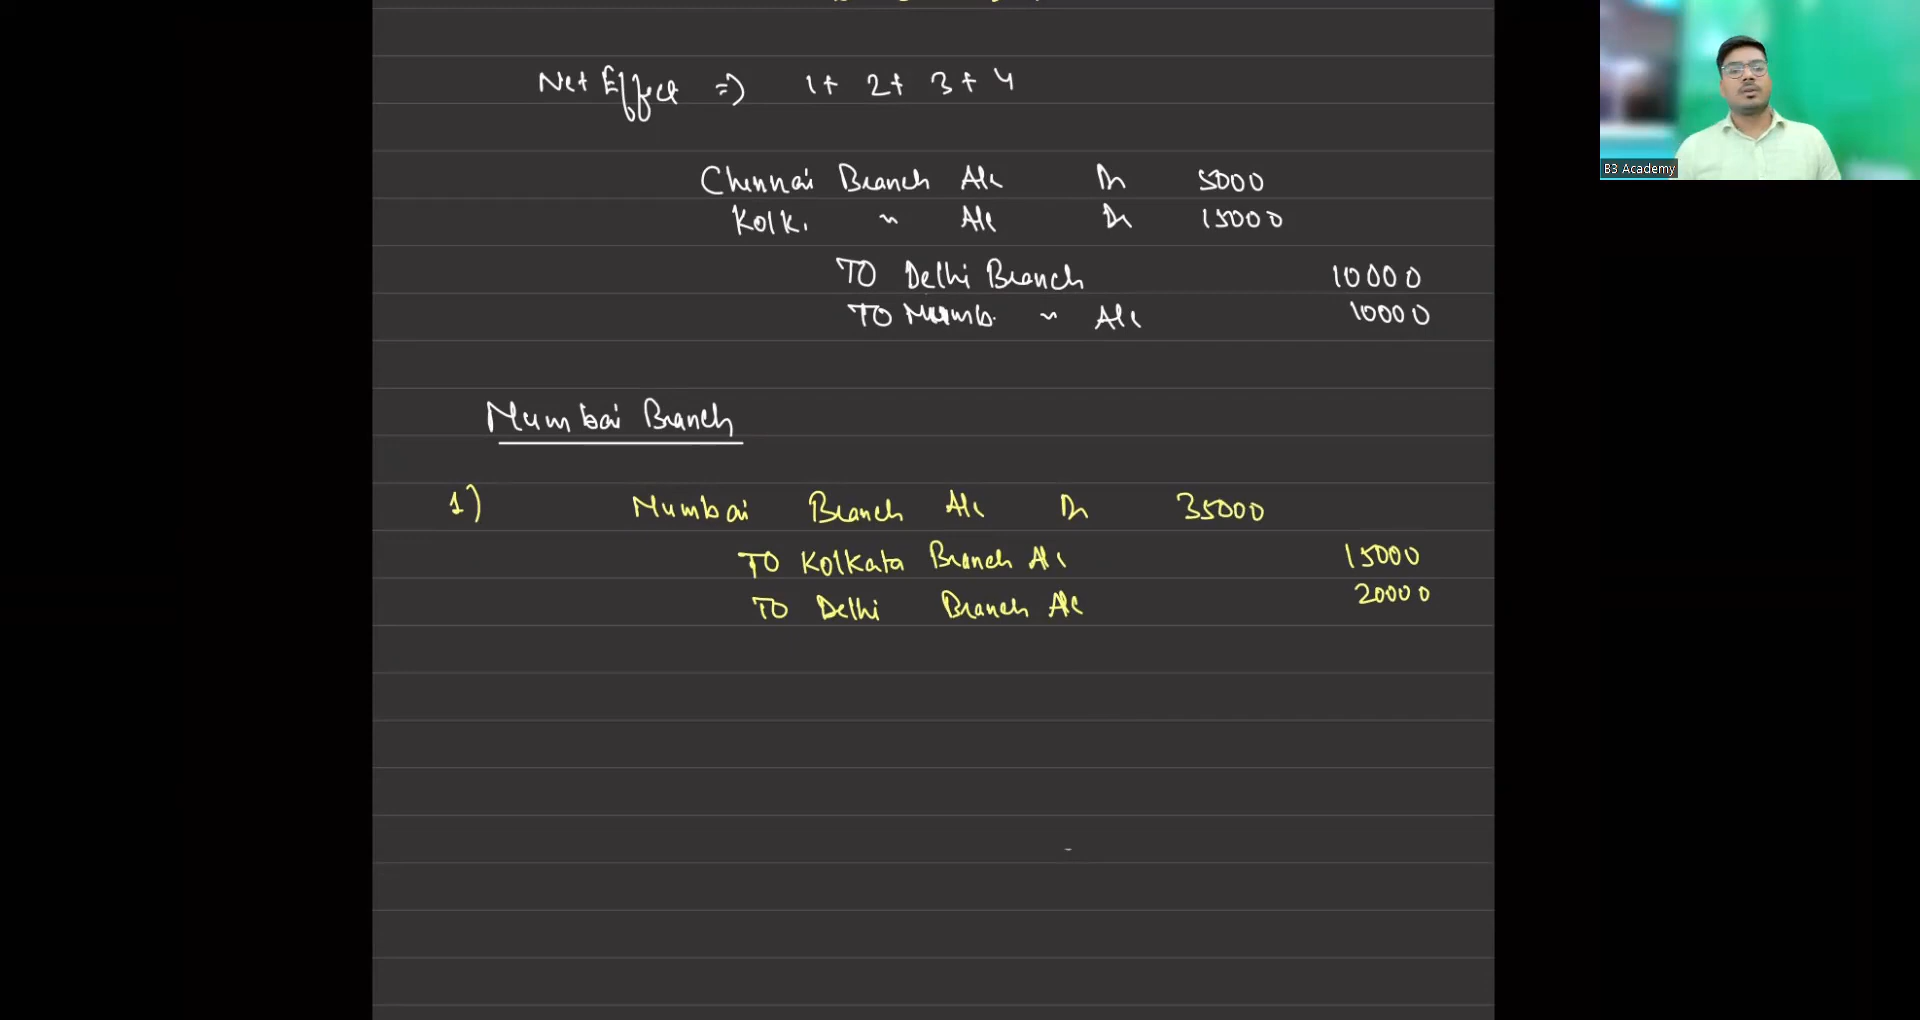 Net Effect => 1+ 2+ 3+ 4
Chennai Branch A/c Dr 5000
Kolk. " A/c Dr 15000
TO Delhi Branch 10000
TO Mumb. " A/c 10000
Mumbai Branch
1) Mumbai Branch A/c Dr 35000
TO Kolkata Branch A/c 15000
TO Delhi Branch A/c 20000
B3 Academy